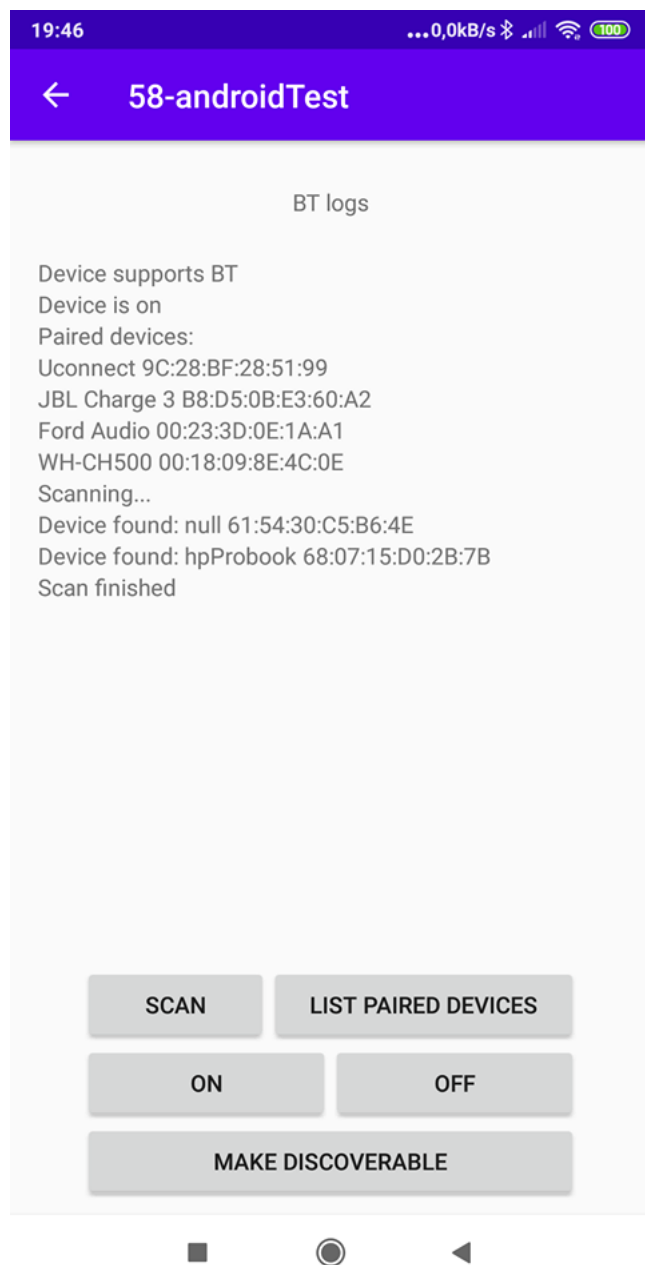 19:46 ...0,0kB/s 100
58-androidTest
BT logs
Device supports BT
Device is on
Paired devices:
Uconnect 9C:28:BF:28:51:99
JBL Charge 3 B8:D5:0B:E3:60:A2
Ford Audio 00:23:3D:0E:1A:A1
WH-CH500 00:18:09:8E:4C:0E
Scanning...
Device found: null 61:54:30:C5:B6:4E
Device found: hpProbook 68:07:15:D0:2B:7B
Scan finished
SCAN LIST PAIRED DEVICES
ON OFF
MAKE DISCOVERABLE